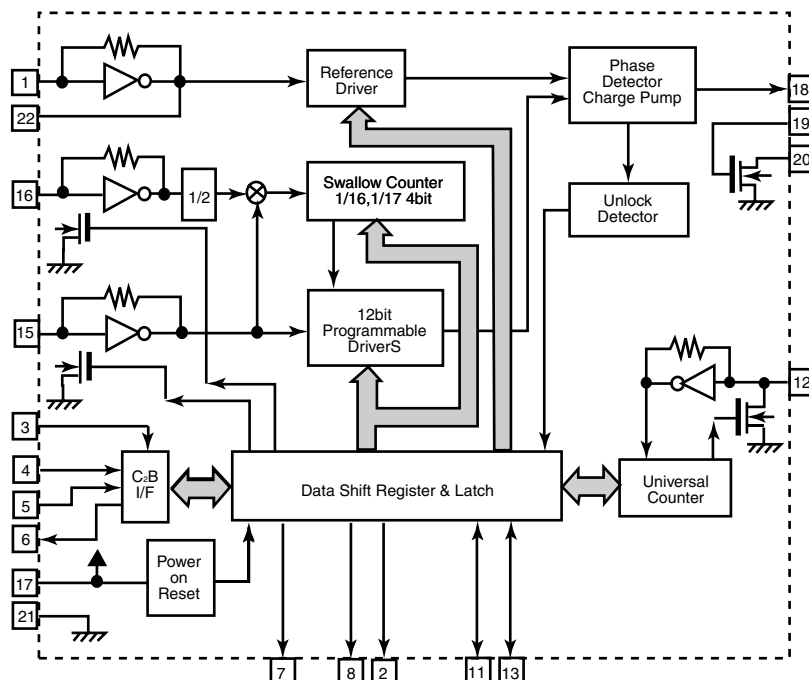 1
22
Reference
Driver
Phase
Detector
Charge Pump
18
19
20
16
1/2
Swallow Counter
1/16,1/17 4bit
Unlock
Detector
15
12bit
Programmable
DriverS
12
3
4
5
6
C₂B
I/F
Data Shift Register & Latch
Universal
Counter
17
21
Power
on
Reset
7
8
2
11
13